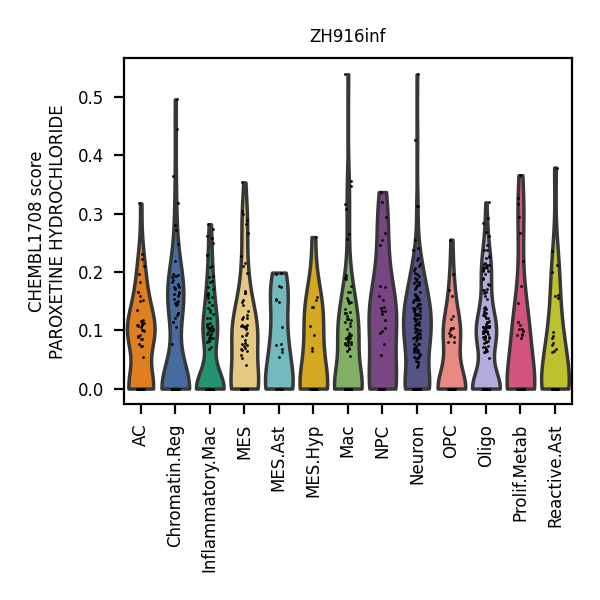 ZH916inf
CHEMBL1708 score
PAROXETINE HYDROCHLORIDE
0.5
0.4
0.3
0.2
0.1
0.0
AC
Chromatin.Reg
Inflammatory.Mac
MES
MES.Ast
MES.Hyp
Mac
NPC
Neuron
OPC
Oligo
Prolif.Metab
Reactive.Ast